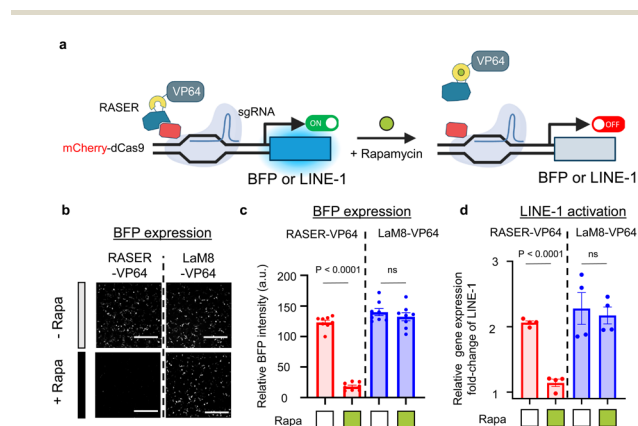 a
VP64
RASER
sgRNA
ON
mCherry-dCas9
BFP or LINE-1
+ Rapamycin
VP64
OFF
BFP or LINE-1
b
BFP expression
RASER
-VP64
LaM8
-VP64
- Rapa
+ Rapa
c
BFP expression
RASER-VP64
LaM8-VP64
P < 0.0001
ns
Relative BFP intensity (a.u.)
200
150
100
50
0
Rapa
d
LINE-1 activation
RASER-VP64
LaM8-VP64
P < 0.0001
ns
Relative gene expression
fold-change of LINE-1
3
2
1
Rapa